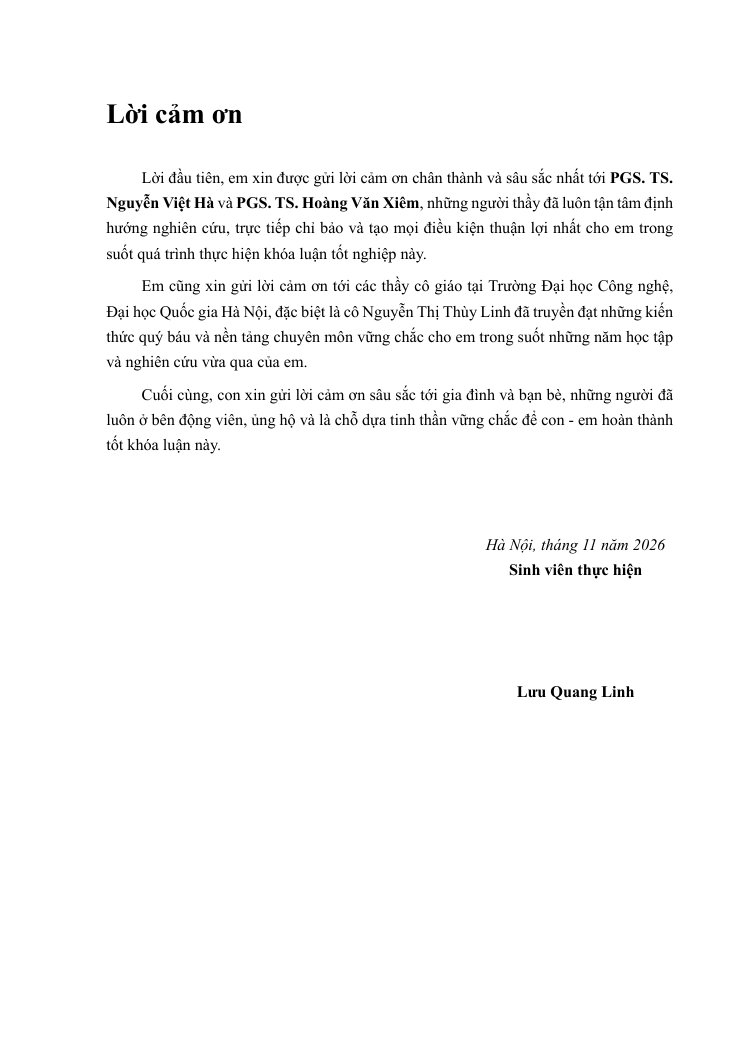 Lời cảm ơn
Lời đầu tiên, em xin được gửi lời cảm ơn chân thành và sâu sắc nhất tới PGS. TS.
Nguyễn Việt Hà và PGS. TS. Hoàng Văn Xiêm, những người thầy đã luôn tận tâm định
hướng nghiên cứu, trực tiếp chỉ bảo và tạo mọi điều kiện thuận lợi nhất cho em trong
suốt quá trình thực hiện khóa luận tốt nghiệp này.
Em cũng xin gửi lời cảm ơn tới các thầy cô giáo tại Trường Đại học Công nghệ,
Đại học Quốc gia Hà Nội, đặc biệt là cô Nguyễn Thị Thùy Linh đã truyền đạt những kiến
thức quý báu và nền tảng chuyên môn vững chắc cho em trong suốt những năm học tập
và nghiên cứu vừa qua của em.
Cuối cùng, con xin gửi lời cảm ơn sâu sắc tới gia đình và bạn bè, những người đã
luôn ở bên động viên, ủng hộ và là chỗ dựa tinh thần vững chắc để con - em hoàn thành
tốt khóa luận này.
Hà Nội, tháng 11 năm 2026
Sinh viên thực hiện
Lưu Quang Linh